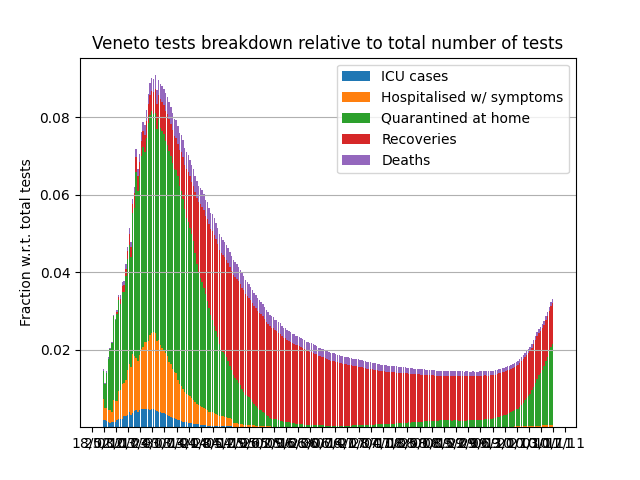 Veneto tests breakdown relative to total number of tests
ICU cases
Hospitalised w/ symptoms
Quarantined at home
Recoveries
Deaths
0.08
0.06
0.04
0.02
Fraction w.r.t. total tests